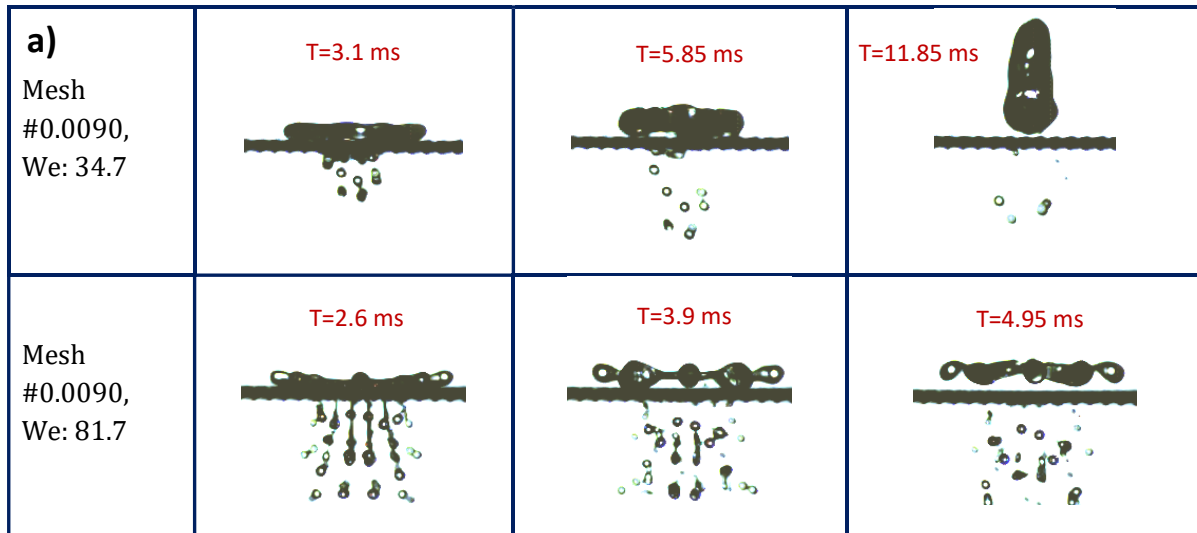 a)
Mesh
#0.0090,
We: 34.7
T=3.1 ms
T=5.85 ms
T=11.85 ms
Mesh
#0.0090,
We: 81.7
T=2.6 ms
T=3.9 ms
T=4.95 ms